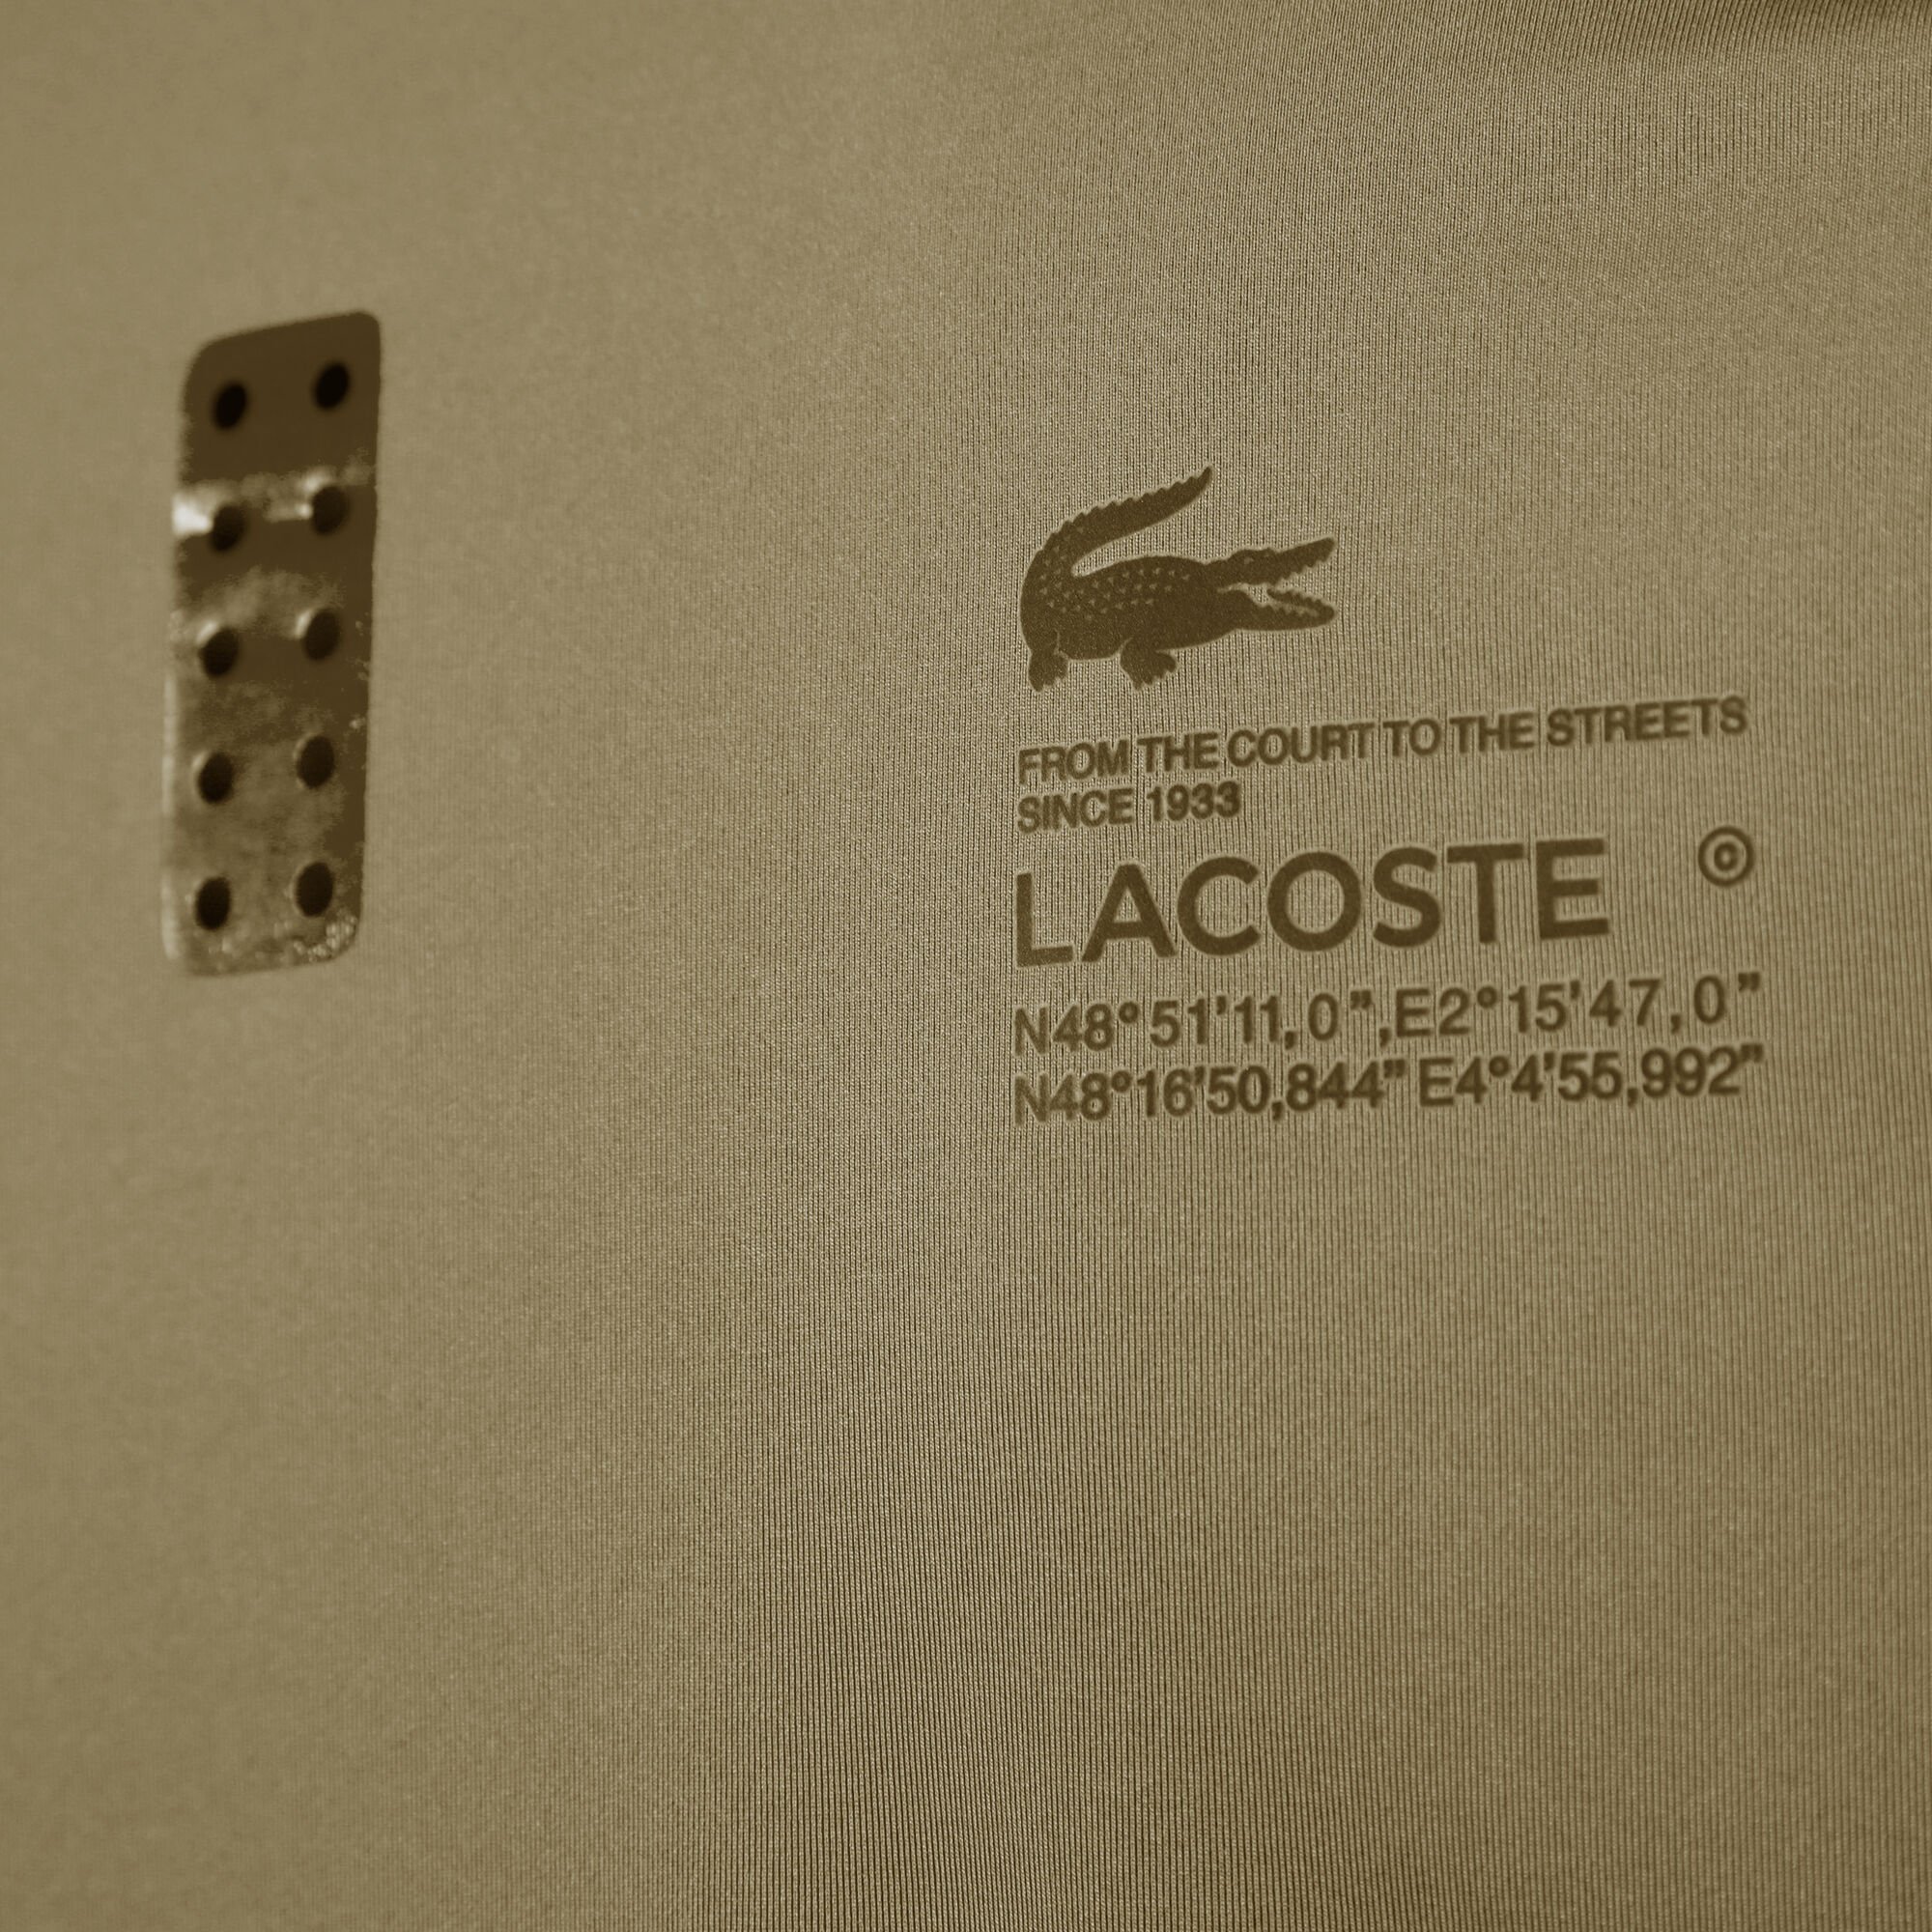 FROM THE COURT TO THE STREETS
SINCE 1933
LACOSTE ©
N48°51'11,0",E2°15'47,0"
N48°16'50,844" E4°4'55,992"